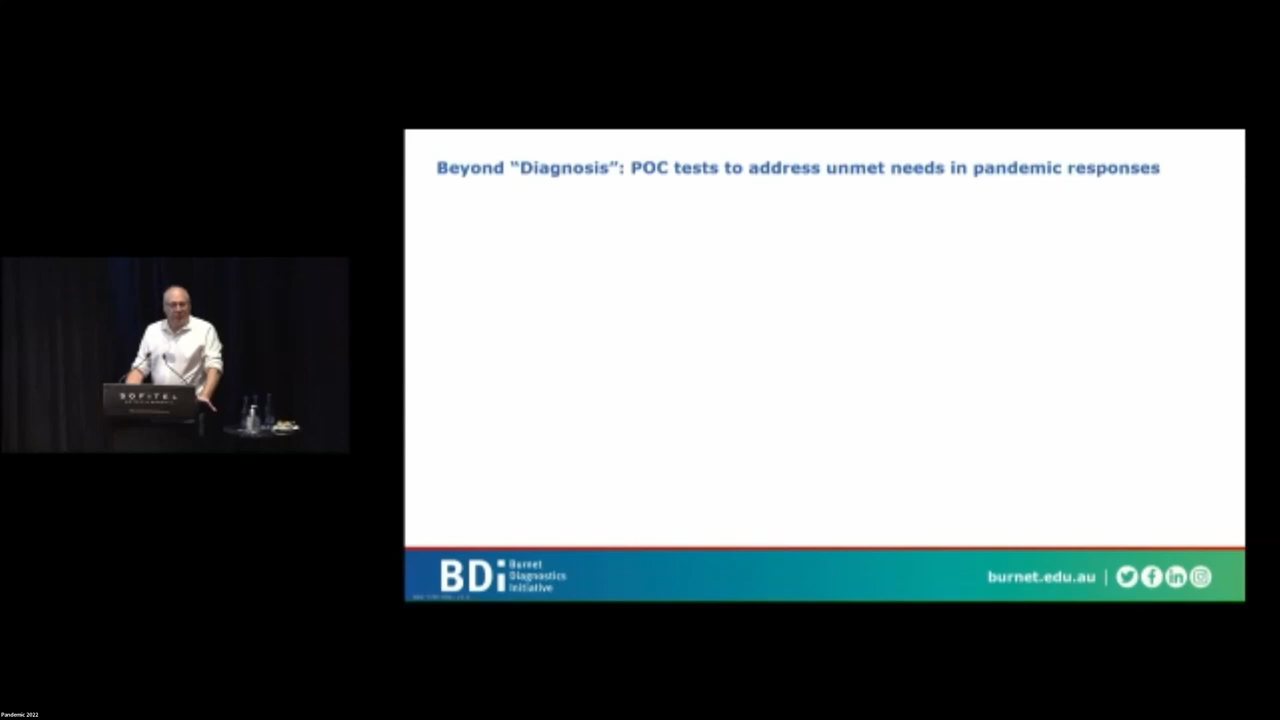 Beyond “Diagnosis”: POC tests to address unmet needs in pandemic responses
SOFITEL
BDi
Burnet
Diagnostics
Initiative
burnet.edu.au
Pandemic 2022